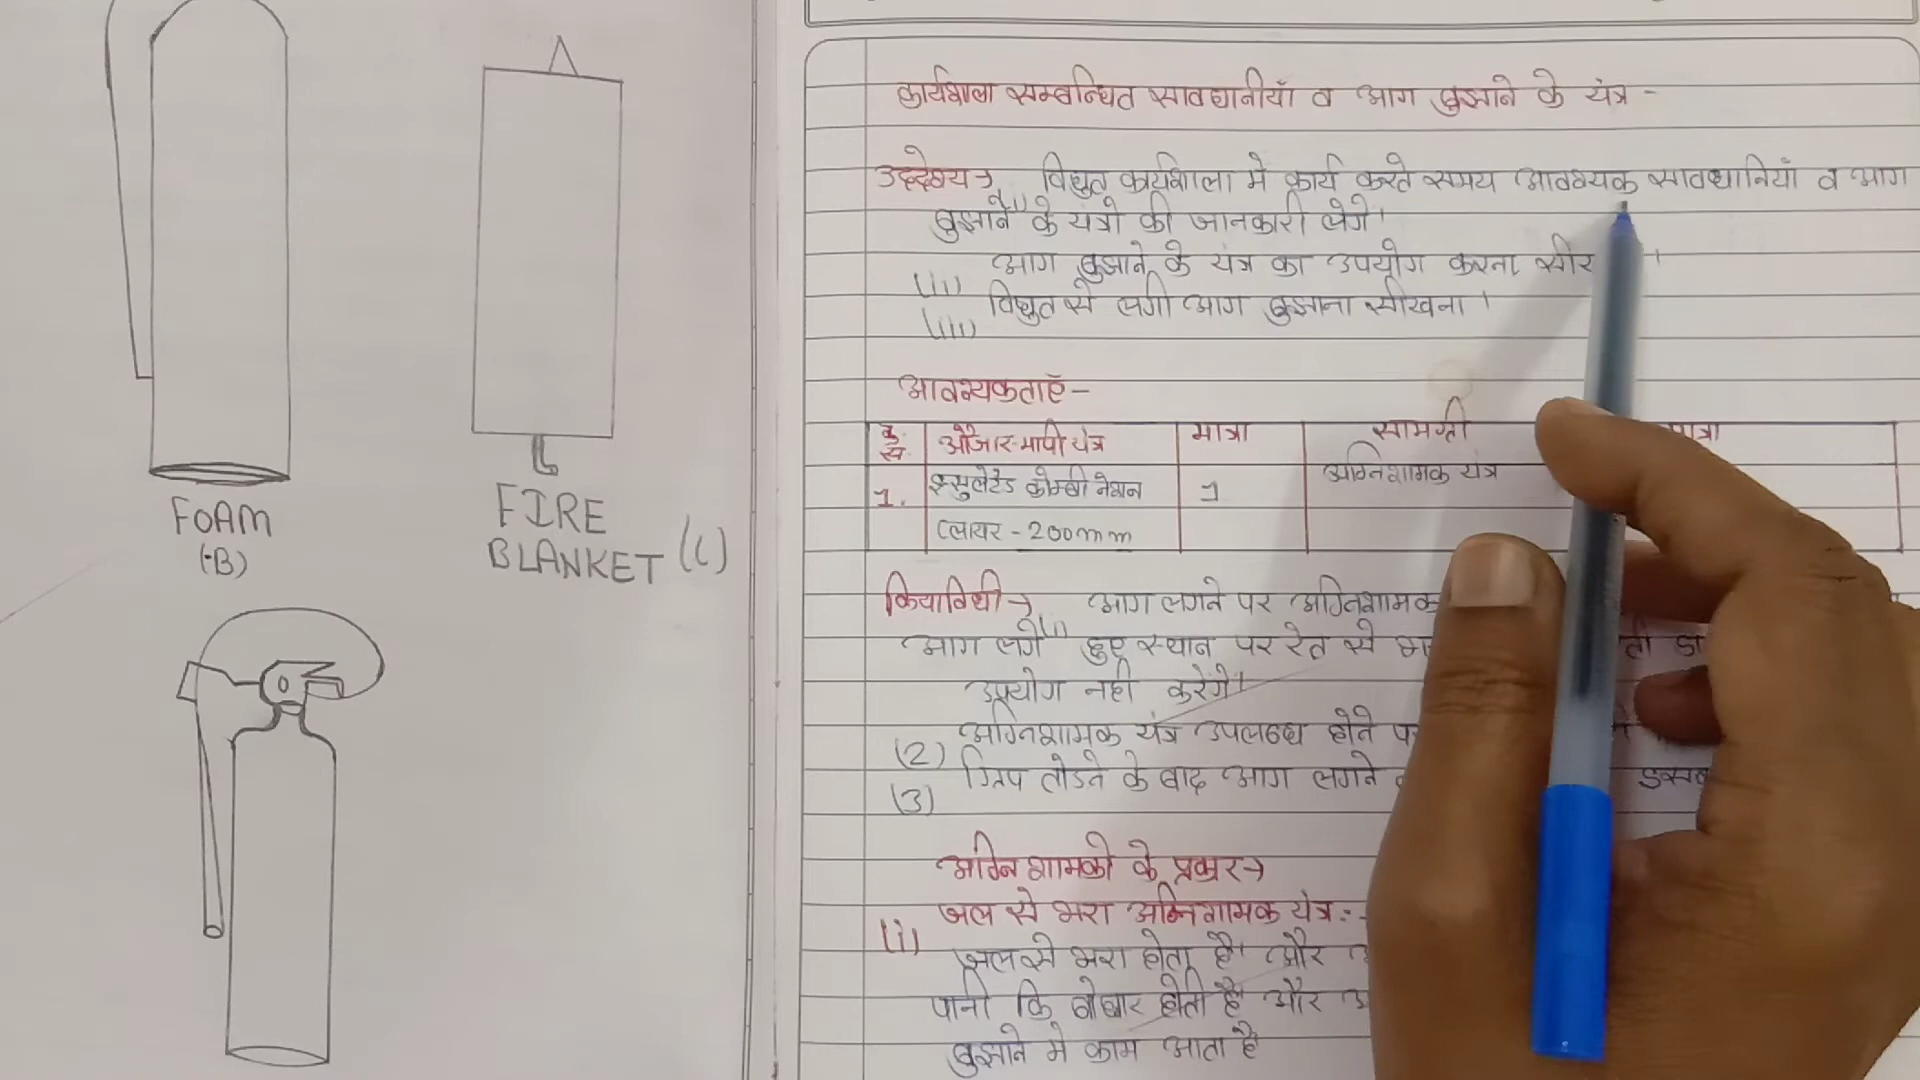 FOAM
(-B)
FIRE
BLANKET (C)
कार्यशाला सम्बन्धित सावधानीयाँ व आग बुझाने के यंत्र -
उद्देश्य→ विधुत कार्यशाला मे कार्य करते समय आवश्यक सावधानियाँ व आग
(i) बुझाने के यंत्रो की जानकारी लेगे।
(ii) आग बुझाने के यंत्र का उपयोग करना
(iii) विधुत से लगी आग बुझाना सीखना।
आवश्यकताएँ -
क्र. स. औजार-मापी यंत्र मात्रा सामग्री मात्रा
1. इन्सुलेटेड कोम्बीनेशन 1 अग्निशामक यंत्र
प्लायर - 200mm
कियाविधी→ आग लगने पर अग्निशामक
(i) आग लगे हुए स्थान पर रेत से
उपयोग नही करेंगे।
(2) अग्निशामक यंत्र उपलब्ध होने
(3) तोडने के बाद आग लगने
अग्नि शामको के प्रकार→
(i) जल से भरा अग्निशामक यंत्र :-
जल से भरा होता है। और
पानी कि बोछार होती है और
बुझाने मे काम आता है